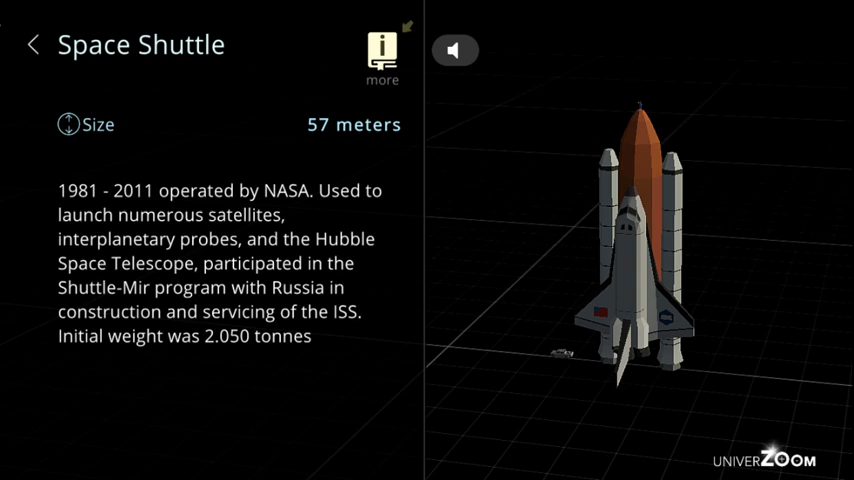 Space Shuttle
i
more
Size 57 meters
1981 - 2011 operated by NASA. Used to
launch numerous satellites,
interplanetary probes, and the Hubble
Space Telescope, participated in the
Shuttle-Mir program with Russia in
construction and servicing of the ISS.
Initial weight was 2.050 tonnes
UNIVERZOOM